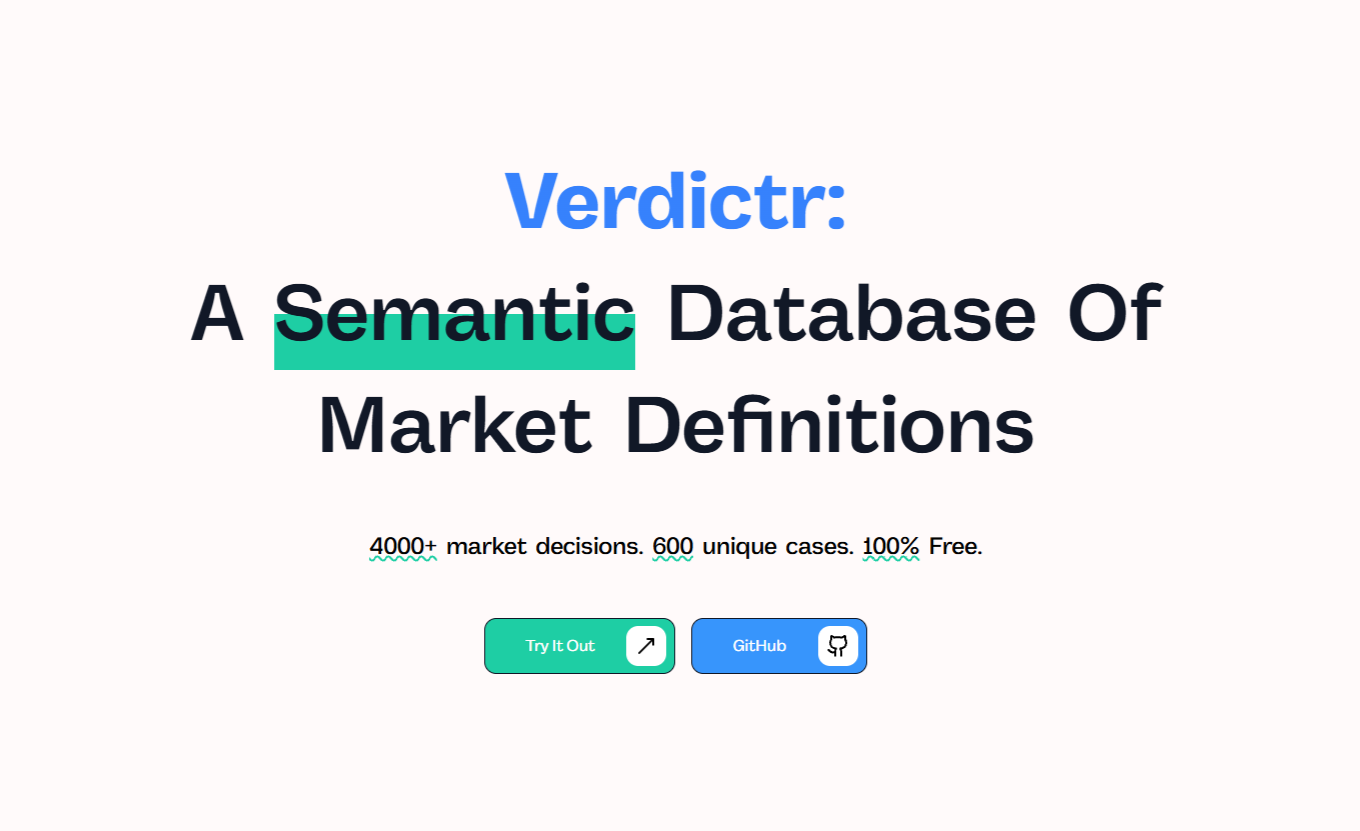 Verdictr:
A Semantic Database Of
Market Definitions
4000+ market decisions. 600 unique cases. 100% Free.
Try It Out
GitHub